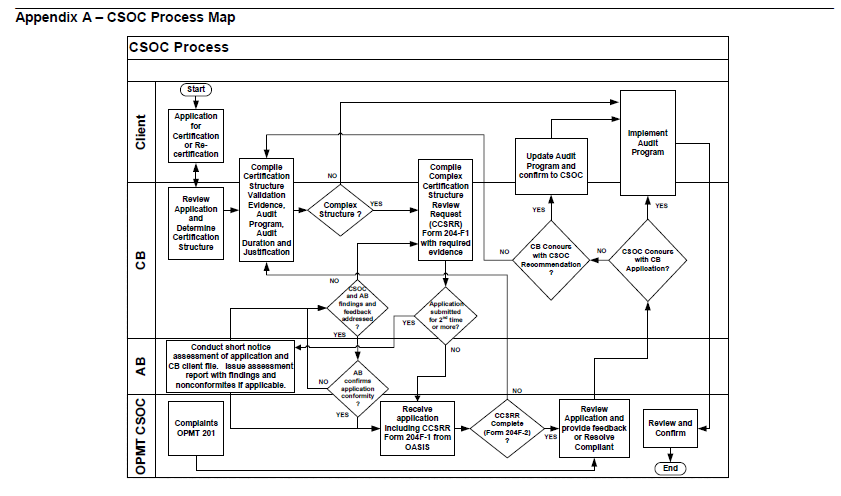 Appendix A – CSOC Process Map
CSOC Process
Client
Start
Application
for
Certification
or Re-
certification
Compile
Certification
Structure
Validation
Evidence,
Audit
Program,
Audit
Duration and
Justification
NO
Compile
Complex
Certification
Structure
Review
Request
(CCSRR)
Form 204-F1
with required
evidence
Update Audit
Program and
confirm to CSOC
Implement
Audit
Program
CB
Review
Application
and
Determine
Certification
Structure
Complex
Structure ?
YES
YES
YES
NO
CB Concurs
with CSOC
Recommendation
?
NO
CSOC Concurs
with CB
Application?
NO
CSOC
and AB
findings and
feedback
addressed
?
YES
YES
Application
submitted
for 2nd time
or more?
NO
AB
Conduct short notice
assessment of application and
CB client file. Issue assessment
report with findings and
nonconformites if applicable.
NO
AB
confirms
application
conformity
?
YES
OPMT CSOC
Complaints
OPMT 201
Receive
application
including CCSRR
Form 204F-1 from
OASIS
NO
CCSRR
Complete
(Form 204F-2)
?
YES
Review
Application and
provide feedback
or Resolve
Compliant
Review and
Confirm
End